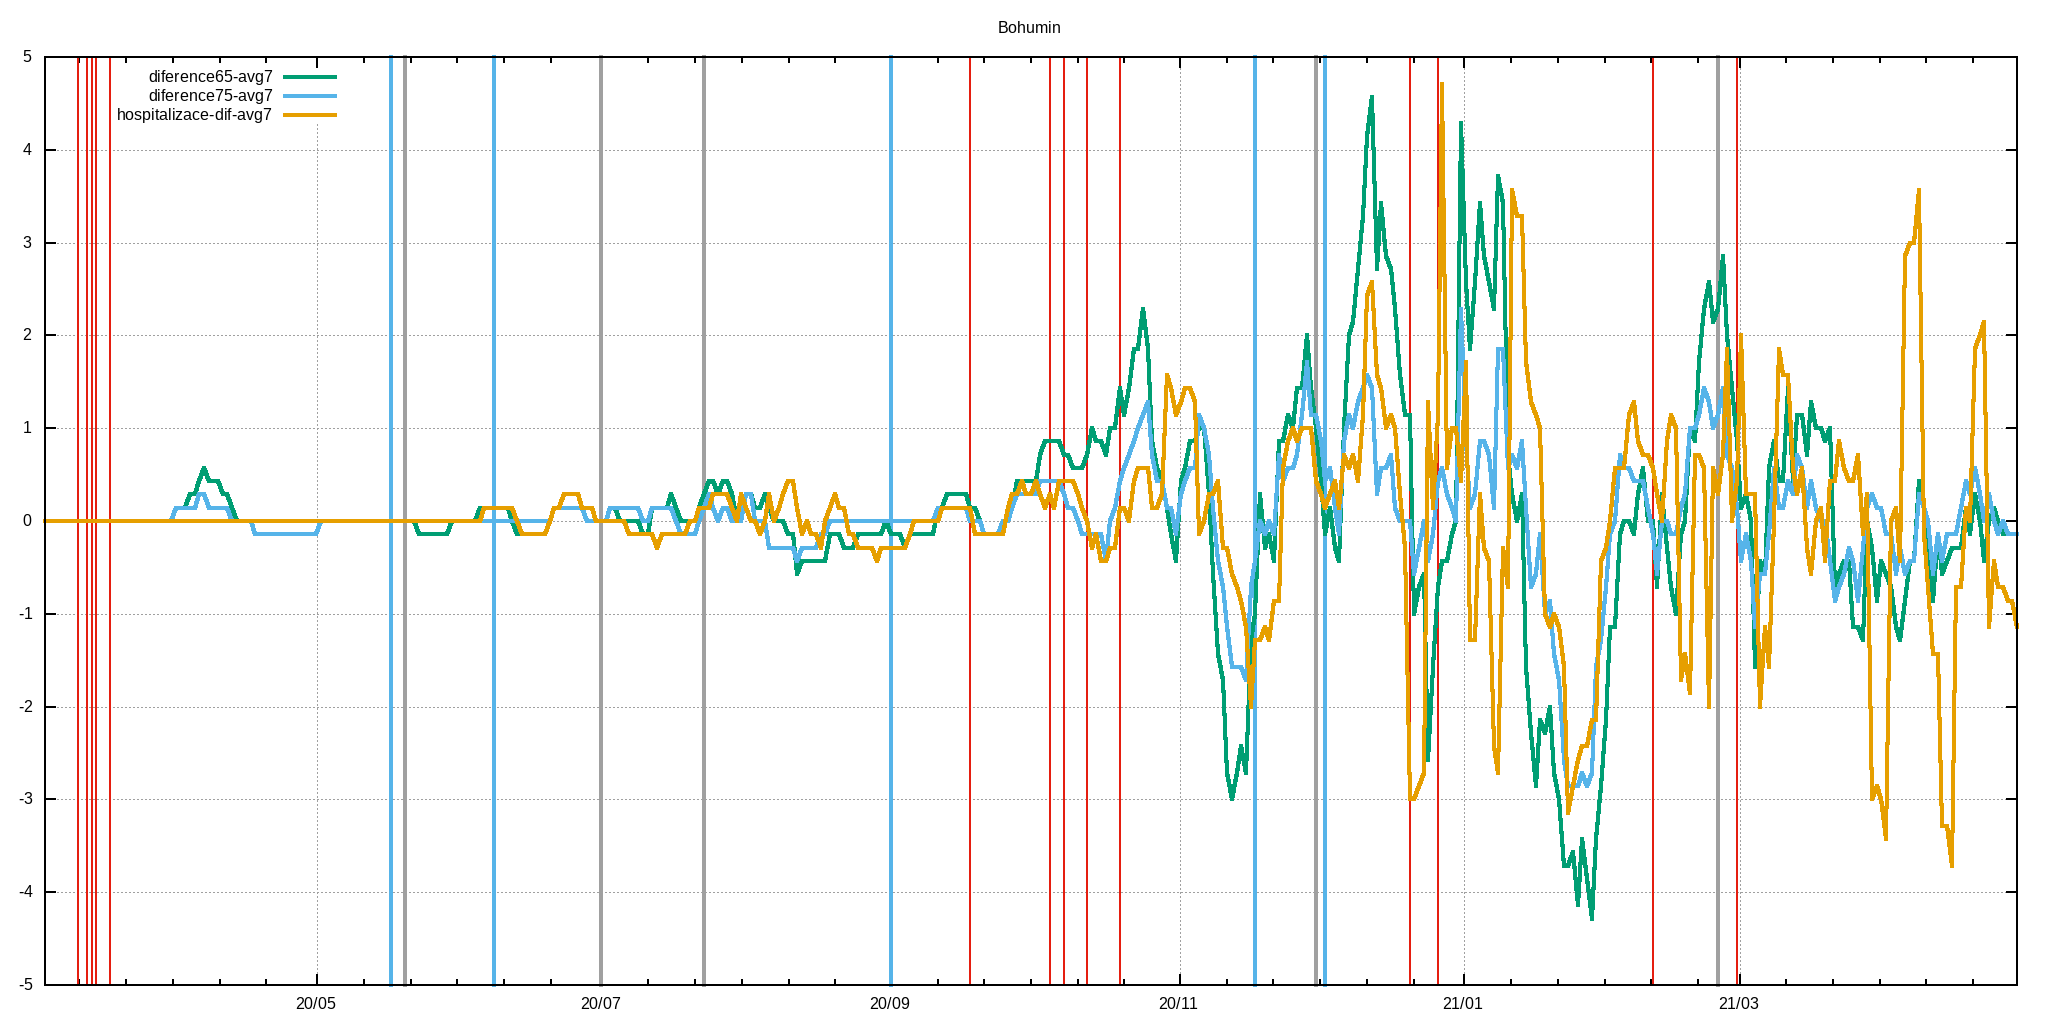 Bohumin
5
diference65-avg7
diference75-avg7
hospitalizace-dif-avg7
4
3
2
1
0
-1
-2
-3
-4
-5
20/05 20/07 20/09 20/11 21/01 21/03